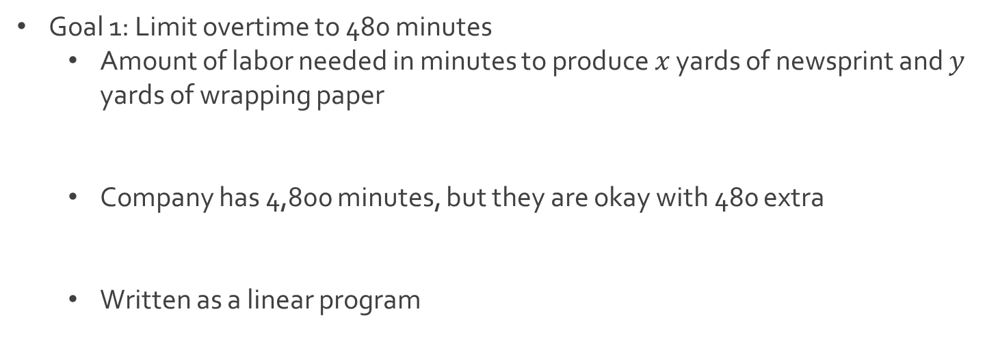 • Goal 1: Limit overtime to 480 minutes
• Amount of labor needed in minutes to produce x yards of newsprint and y
yards of wrapping paper
• Company has 4,800 minutes, but they are okay with 480 extra
• Written as a linear program